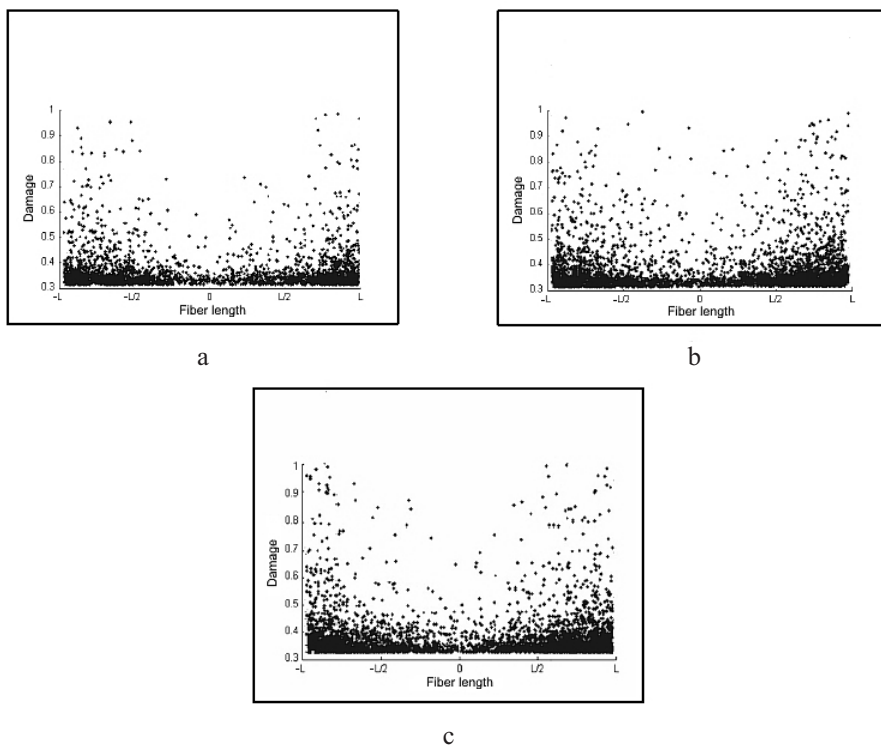 1
0.9
0.8
0.7
0.6
0.5
0.4
0.3
Damage
-L
-L/2
0
L/2
L
Fiber length
a
1
0.9
0.8
0.7
0.6
0.5
0.4
0.3
Damage
-L
-L/2
0
L/2
L
Fiber length
b
1
0.9
0.8
0.7
0.6
0.5
0.4
0.3
Damage
-L
-L/2
0
L/2
L
Fiber length
c